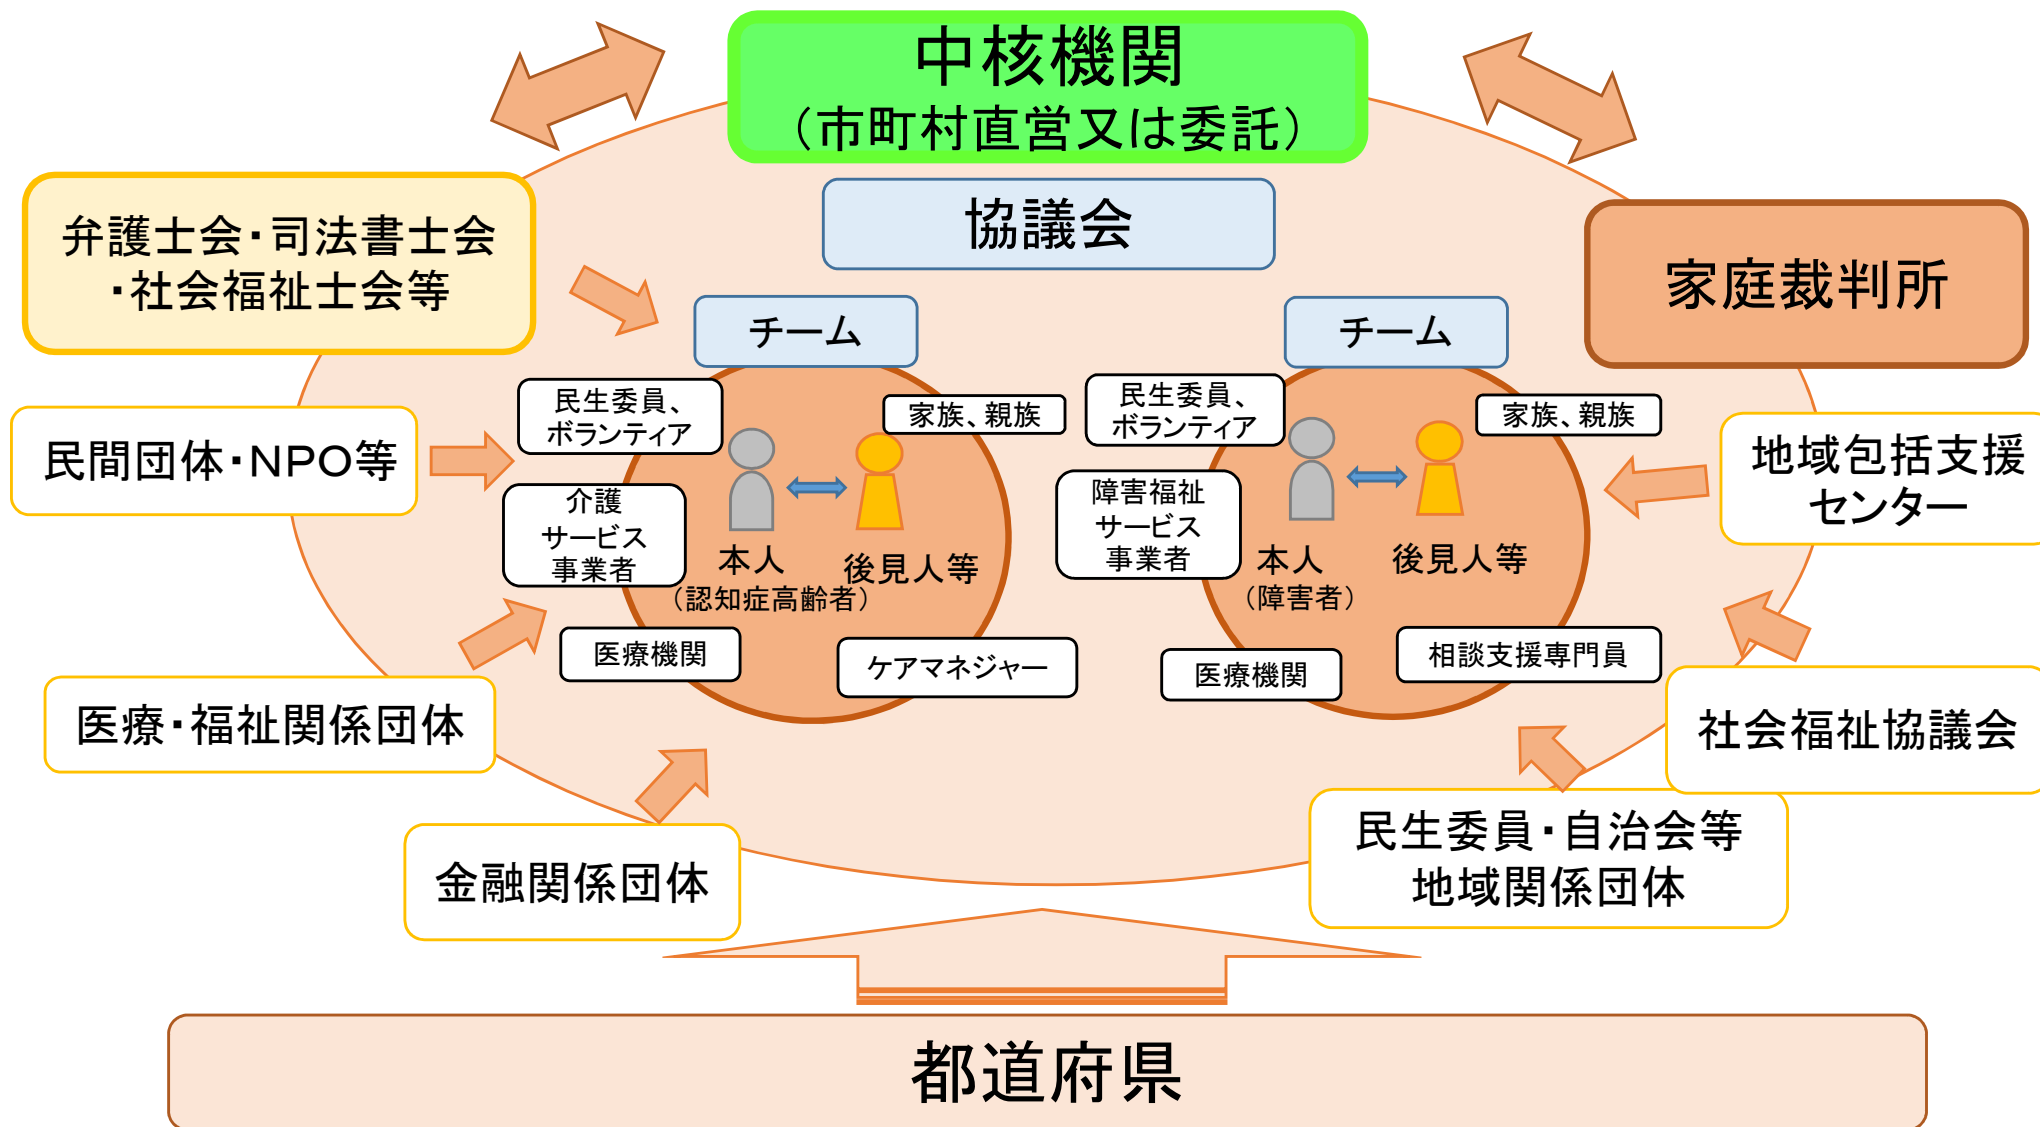 中核機関
（市町村直営又は委託）
協議会
弁護士会・司法書士会
・社会福祉士会等
家庭裁判所
チーム
民生委員、
ボランティア
家族、親族
介護
サービス
事業者
本人
（認知症高齢者）
後見人等
医療機関
ケアマネジャー
チーム
民生委員、
ボランティア
家族、親族
障害福祉
サービス
事業者
本人
（障害者）
後見人等
医療機関
相談支援専門員
民間団体・NPO等
地域包括支援
センター
医療・福祉関係団体
社会福祉協議会
金融関係団体
民生委員・自治会等
地域関係団体
都道府県